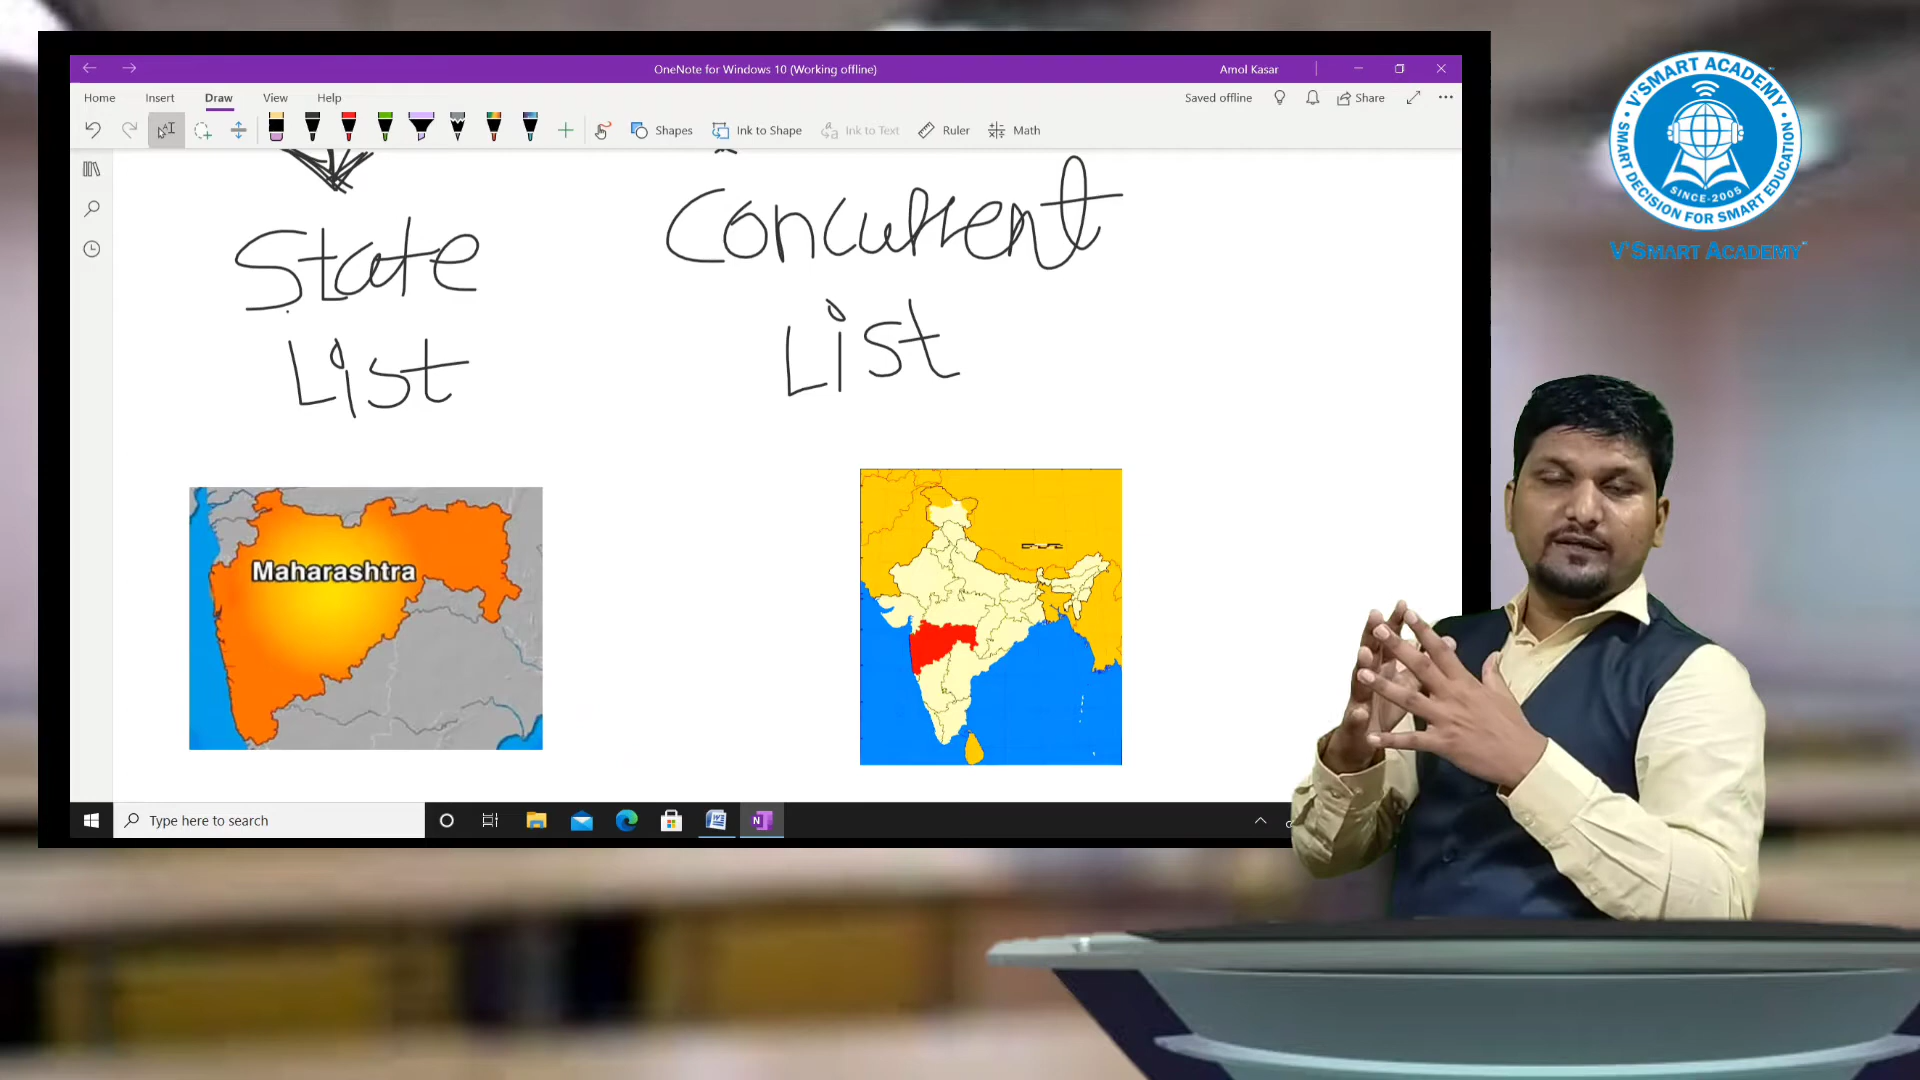 OneNote for Windows 10 (Working offline)
Amol Kasar
Home Insert Draw View Help
Saved offline
Share
Shapes
Ink to Shape
Ink to Text
Ruler
Math
State
List
Concurrent
List
Maharashtra
Type here to search
V'SMART ACADEMY
SMART DECISION FOR SMART EDUCATION
SINCE-2005
V'SMART ACADEMY